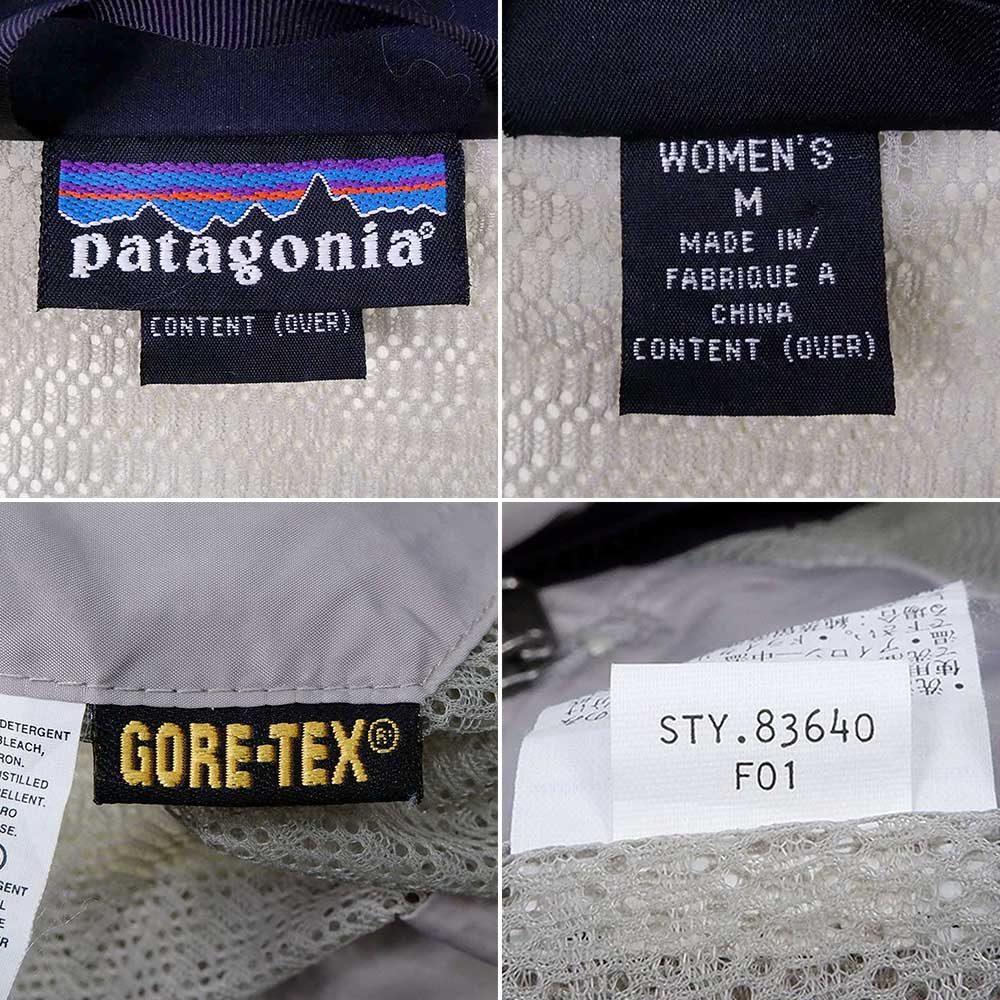 patagonia®
CONTENT (OVER)
WOMEN'S
M
MADE IN/
FABRIQUE A
CHINA
CONTENT (OVER)
DETERGENT
BLEACH,
RON.
STILLED
ELLENT.
RO
SE.
GENT
L
E
R
GORE-TEX®
STY.83640
F01